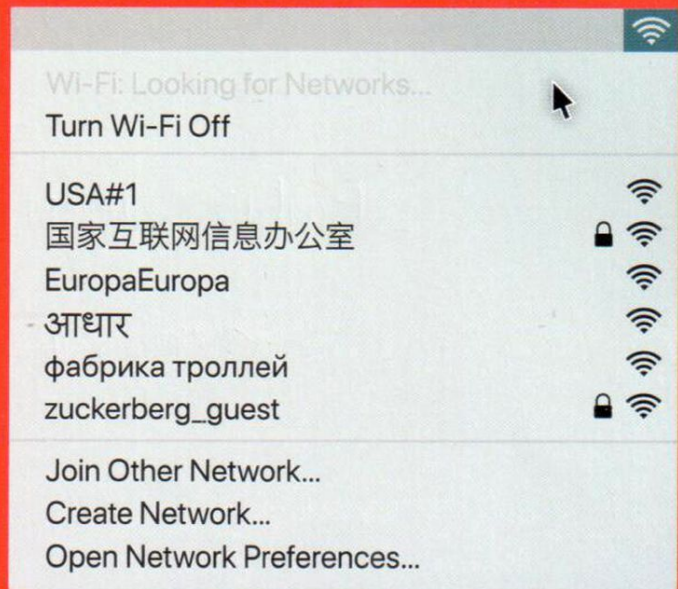 Wi-Fi: Looking for Networks...
Turn Wi-Fi Off
USA#1
国家互联网信息办公室
EuropaEuropa
आधार
фабрика троллей
zuckerberg_guest
Join Other Network...
Create Network...
Open Network Preferences...